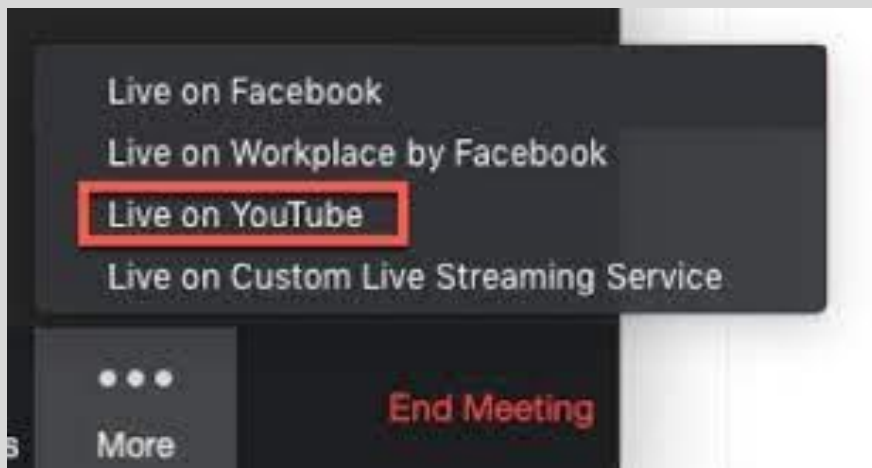 Live on Facebook
Live on Workplace by Facebook
Live on YouTube
Live on Custom Live Streaming Service
End Meeting
s More